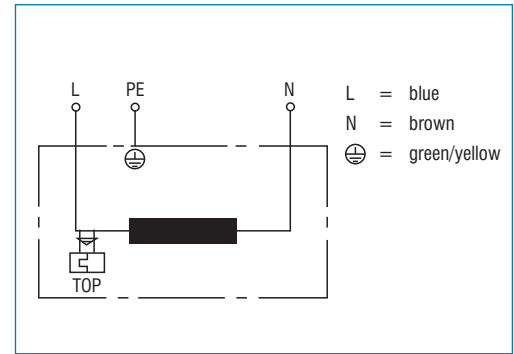 L PE N
L = blue
N = brown
⏚ = green/yellow
TOP